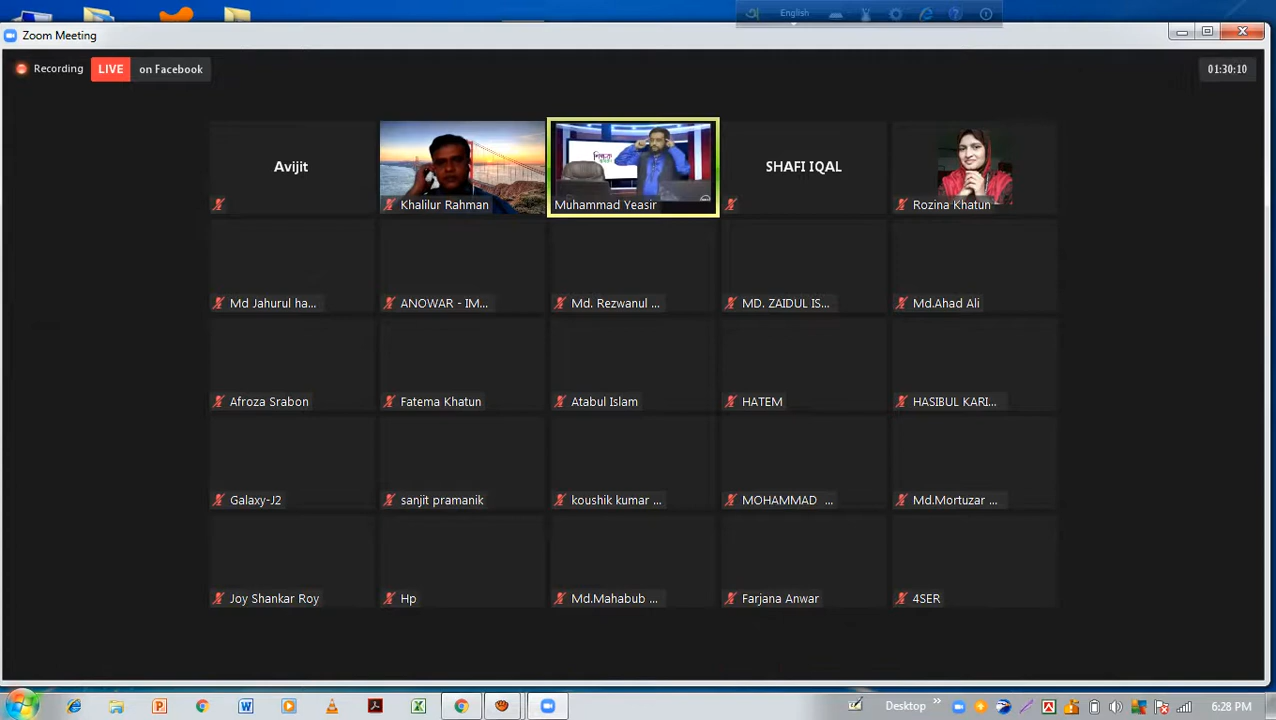 English
Zoom Meeting
Recording LIVE on Facebook 01:30:10
Avijit
Khalilur Rahman
Muhammad Yeasir
SHAFI IQAL
Rozina Khatun
Md Jahurul ha...
ANOWAR - IM...
Md. Rezwanul ...
MD. ZAIDUL IS...
Md.Ahad Ali
Afroza Srabon
Fatema Khatun
Atabul Islam
HATEM
HASIBUL KARI...
Galaxy-J2
sanjit pramanik
koushik kumar ...
MOHAMMAD ...
Md.Mortuzar ...
Joy Shankar Roy
Hp
Md.Mahabub ...
Farjana Anwar
4SER
Desktop
6:28 PM